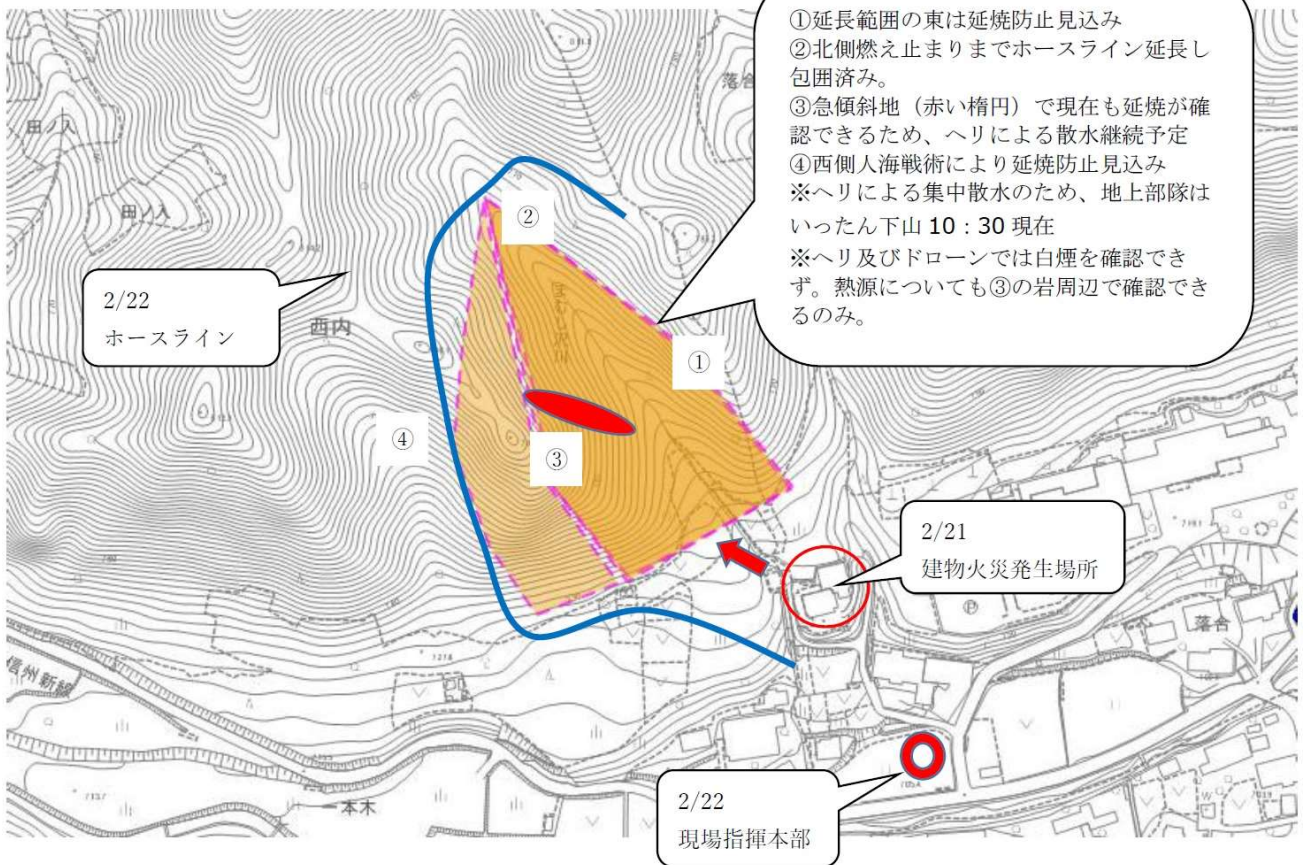 ①延長範囲の東は延焼防止見込み
②北側燃え止まりまでホースライン延長し
包囲済み。
③急傾斜地（赤い楕円）で現在も延焼が確
認できるため、ヘリによる散水継続予定
④西側人海戦術により延焼防止見込み
※ヘリによる集中散水のため、地上部隊は
いったん下山 10：30 現在
※ヘリ及びドローンでは白煙を確認でき
ず。熱源についても③の岩周辺で確認でき
るのみ。
落合
田ノ入
田ノ入
2/22
ホースライン
西内
②
①
④
③
2/21
建物火災発生場所
落合
信州新線
本木
2/22
現場指揮本部